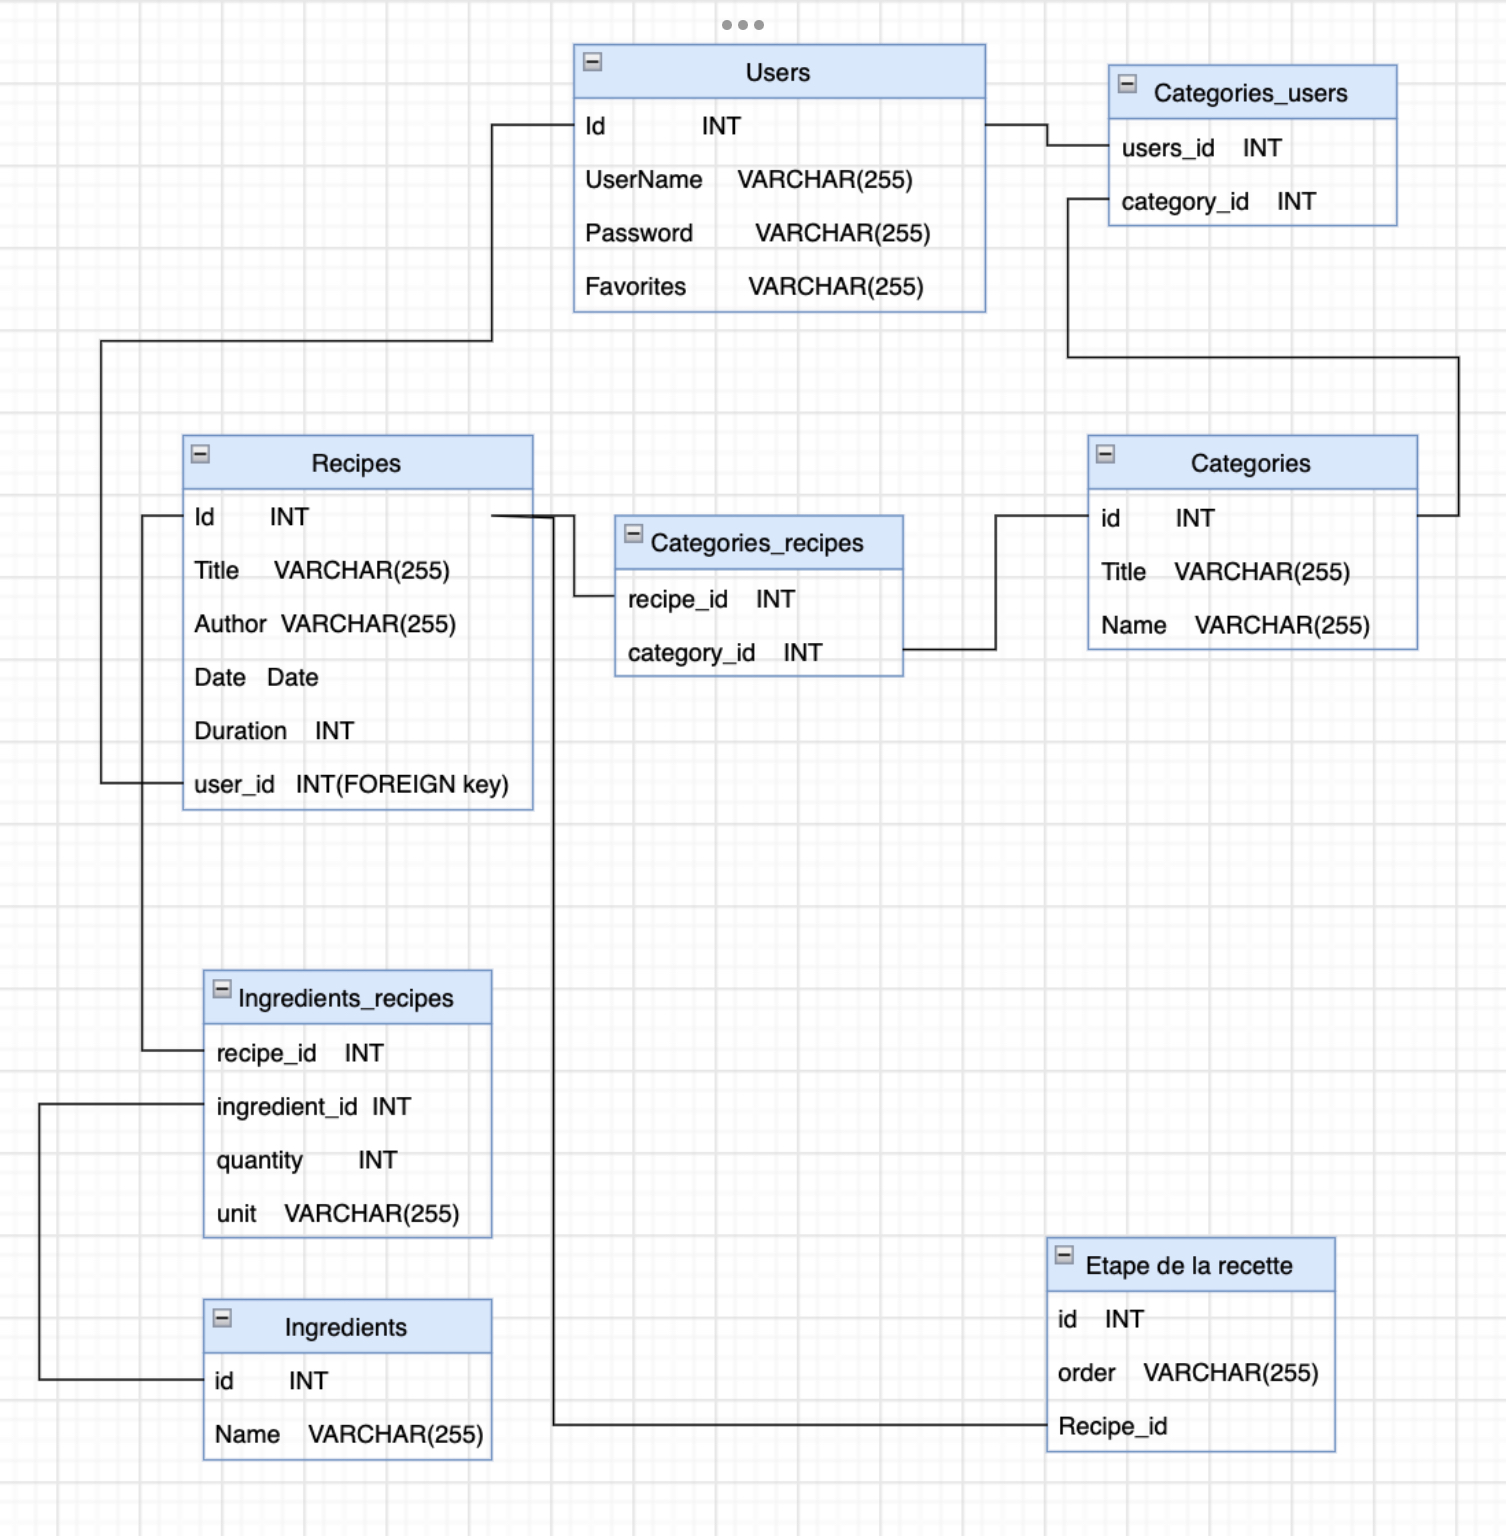 Users
Id INT
UserName VARCHAR(255)
Password VARCHAR(255)
Favorites VARCHAR(255)
Categories_users
users_id INT
category_id INT
Recipes
Id INT
Title VARCHAR(255)
Author VARCHAR(255)
Date Date
Duration INT
user_id INT(FOREIGN key)
Categories_recipes
recipe_id INT
category_id INT
Categories
id INT
Title VARCHAR(255)
Name VARCHAR(255)
Ingredients_recipes
recipe_id INT
ingredient_id INT
quantity INT
unit VARCHAR(255)
Ingredients
id INT
Name VARCHAR(255)
Etape de la recette
id INT
order VARCHAR(255)
Recipe_id